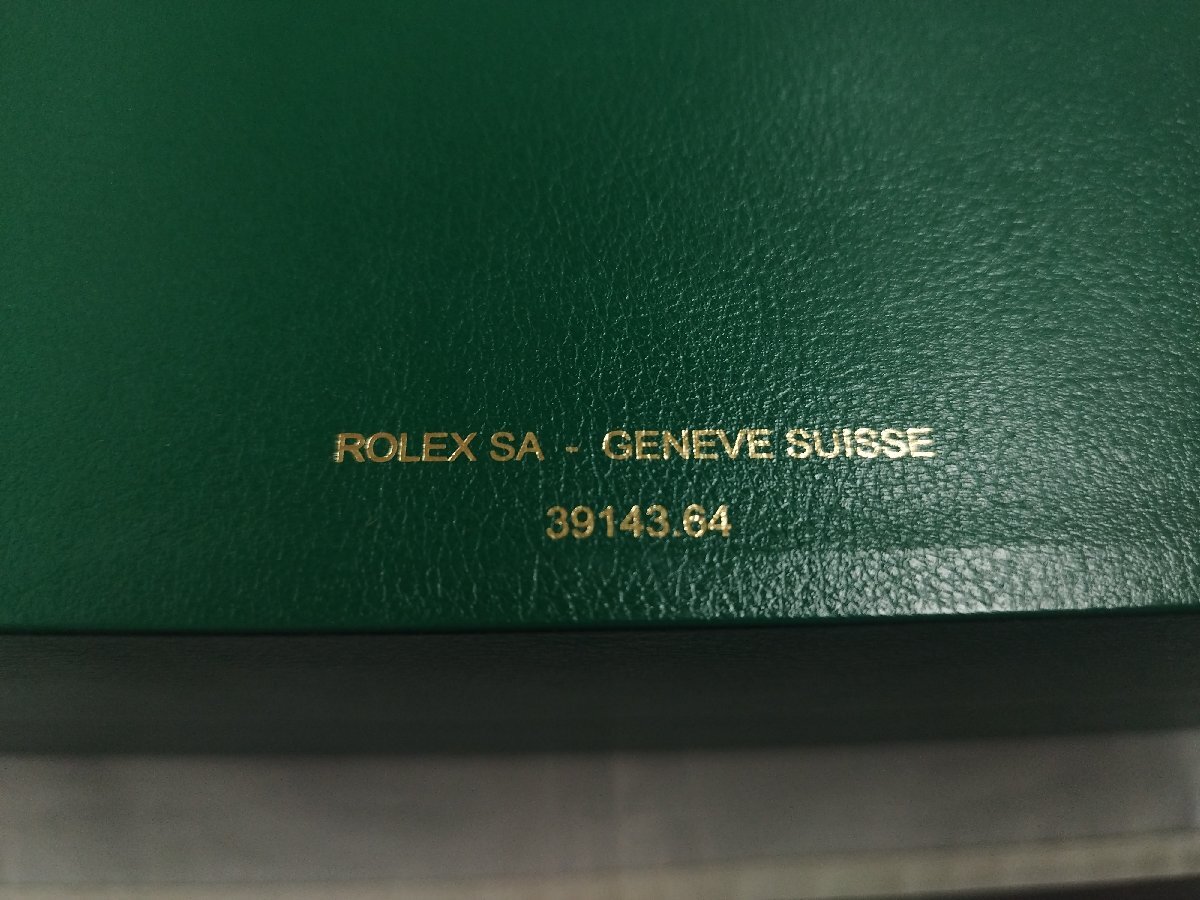 ROLEX SA - GENEVE SUISSE
39143.64